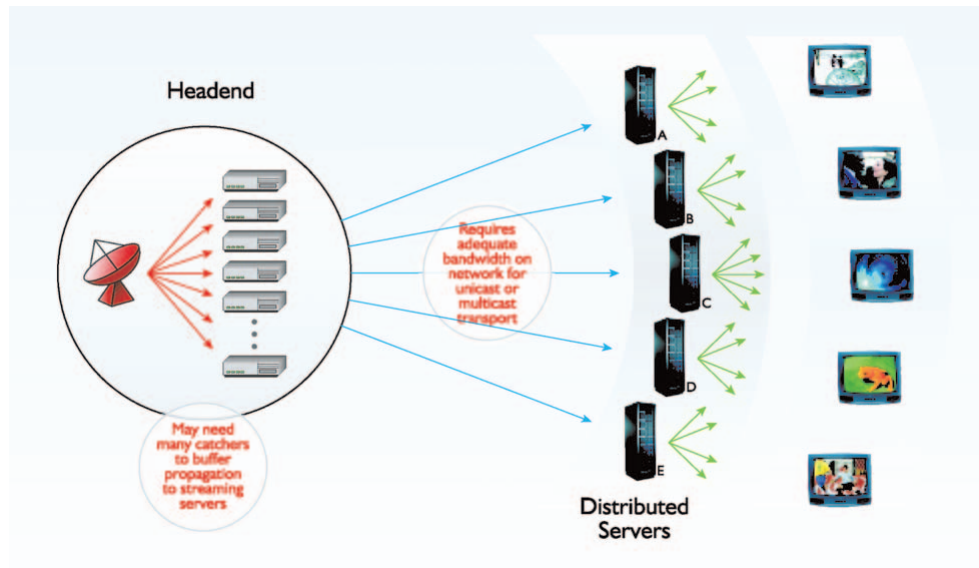 Headend
A
B
Requires
adequate
bandwidth on
network for
unicast or
multicast
transport
C
D
E
May need
many catchers
to buffer
propagation
to streaming
servers
Distributed
Servers